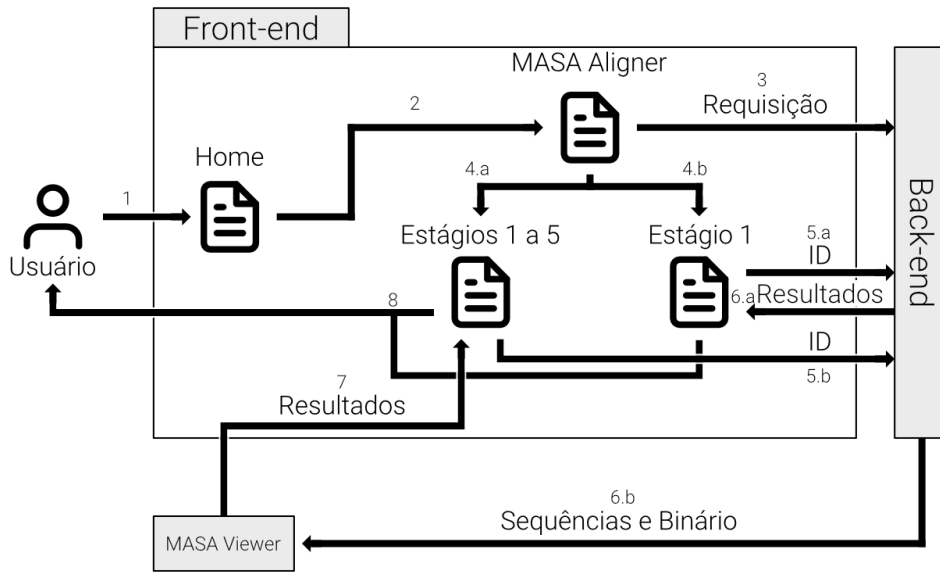 Front-end
MASA Aligner
3
Requisição
2
Home
1
4.a
4.b
Usuário
Estágios 1 a 5
Estágio 1
5.a
ID
Back-end
6.a
Resultados
8
ID
5.b
7
Resultados
6.b
Sequências e Binário
MASA Viewer